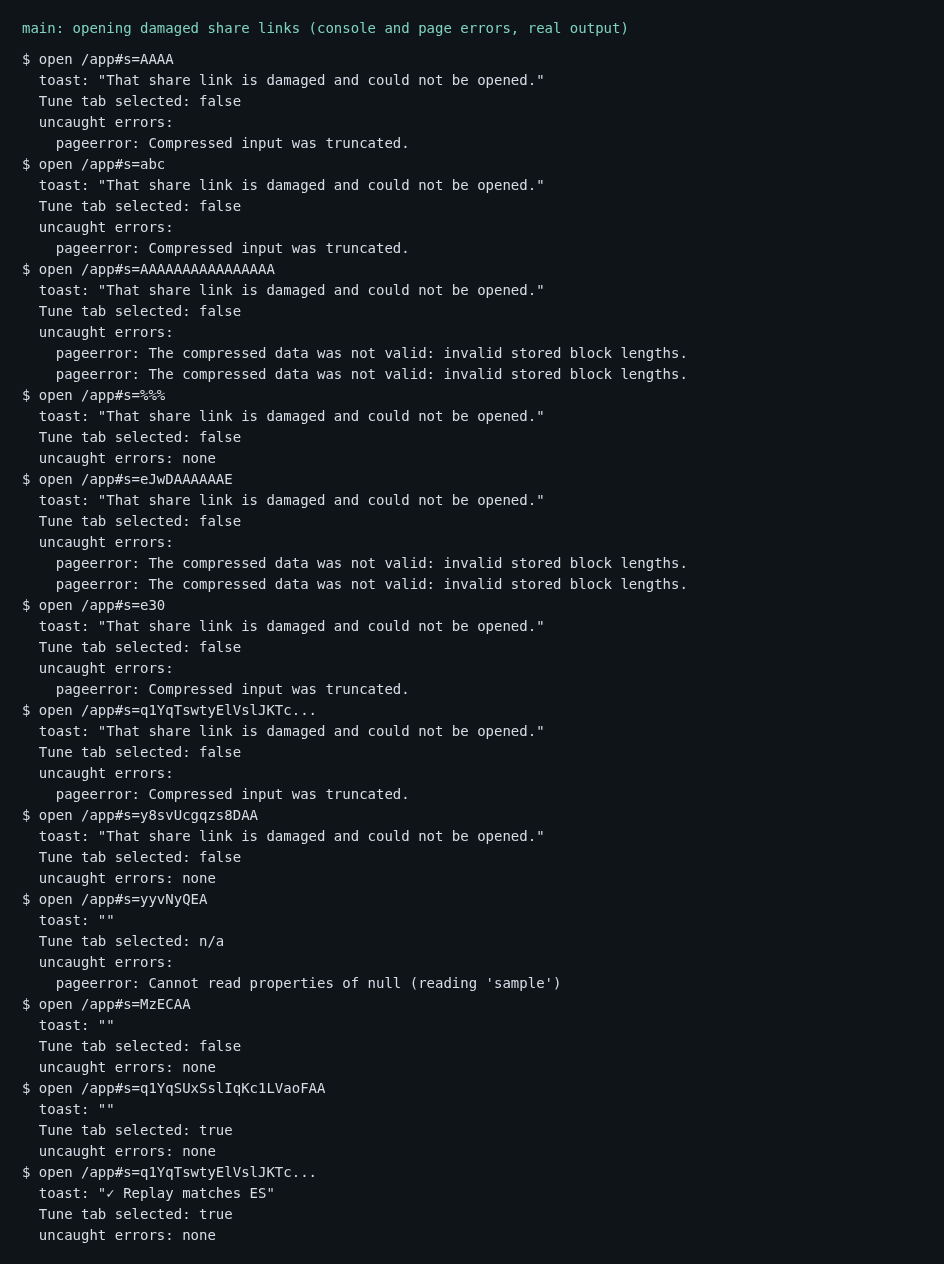 main: opening damaged share links (console and page errors, real output)
$ open /app#s=AAAA
toast: "That share link is damaged and could not be opened."
Tune tab selected: false
uncaught errors:
pageerror: Compressed input was truncated.
$ open /app#s=abc
toast: "That share link is damaged and could not be opened."
Tune tab selected: false
uncaught errors:
pageerror: Compressed input was truncated.
$ open /app#s=AAAAAAAAAAAAAAAA
toast: "That share link is damaged and could not be opened."
Tune tab selected: false
uncaught errors:
pageerror: The compressed data was not valid: invalid stored block lengths.
pageerror: The compressed data was not valid: invalid stored block lengths.
$ open /app#s=%%%
toast: "That share link is damaged and could not be opened."
Tune tab selected: false
uncaught errors: none
$ open /app#s=eJwDAAAAAAE
toast: "That share link is damaged and could not be opened."
Tune tab selected: false
uncaught errors:
pageerror: The compressed data was not valid: invalid stored block lengths.
pageerror: The compressed data was not valid: invalid stored block lengths.
$ open /app#s=e30
toast: "That share link is damaged and could not be opened."
Tune tab selected: false
uncaught errors:
pageerror: Compressed input was truncated.
$ open /app#s=q1YqTswtyElVslJKTc...
toast: "That share link is damaged and could not be opened."
Tune tab selected: false
uncaught errors:
pageerror: Compressed input was truncated.
$ open /app#s=y8svUcgqzs8DAA
toast: "That share link is damaged and could not be opened."
Tune tab selected: false
uncaught errors: none
$ open /app#s=yyvNyQEA
toast: ""
Tune tab selected: n/a
uncaught errors:
pageerror: Cannot read properties of null (reading 'sample')
$ open /app#s=MzECAA
toast: ""
Tune tab selected: false
uncaught errors: none
$ open /app#s=q1YqSUxSslIqKc1LVaoFAA
toast: ""
Tune tab selected: true
uncaught errors: none
$ open /app#s=q1YqTswtyElVslJKTc...
toast: "✓ Replay matches ES"
Tune tab selected: true
uncaught errors: none